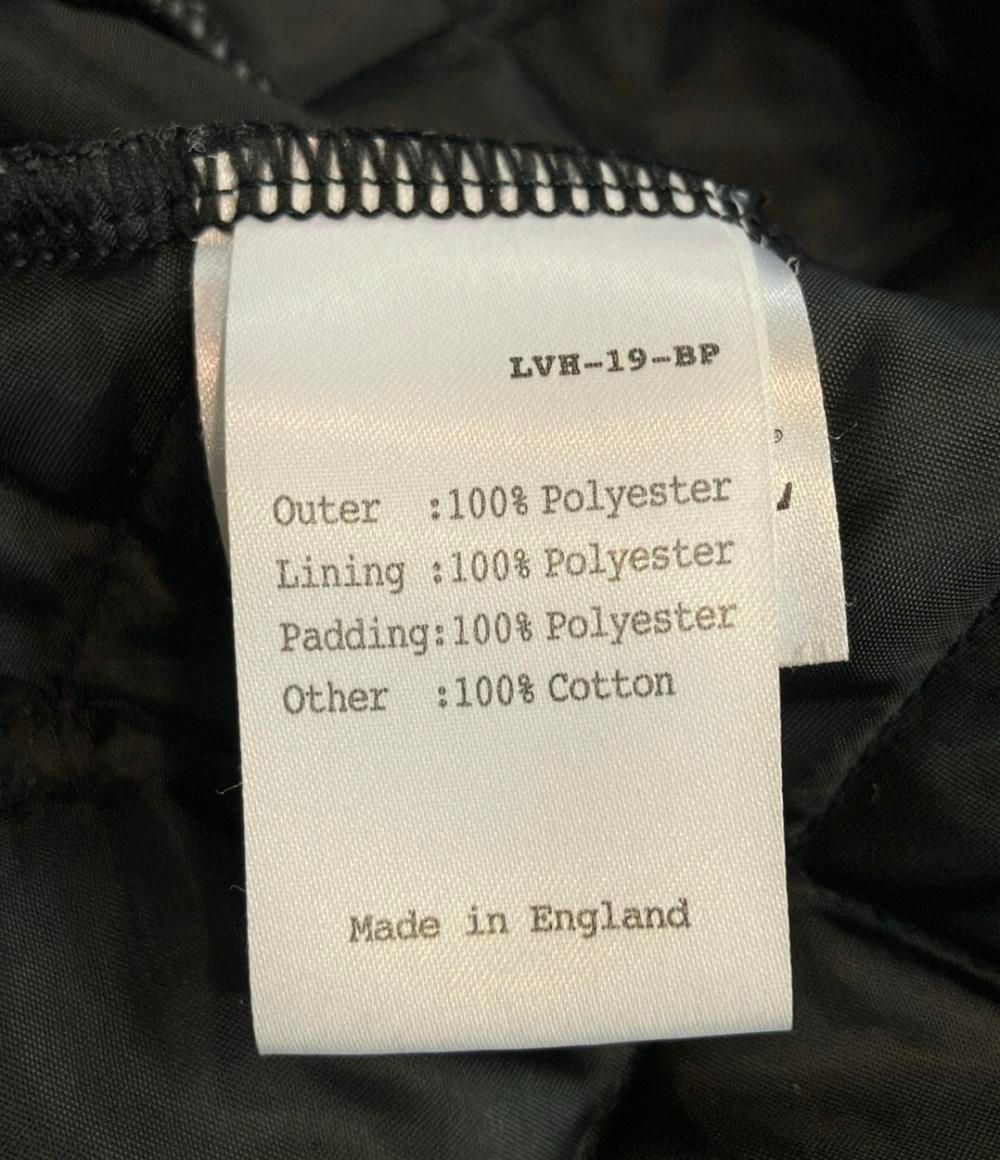 LVH-19-BP
Outer :100% Polyester
Lining :100% Polyester
Padding:100% Polyester
Other :100% Cotton
Made in England
®